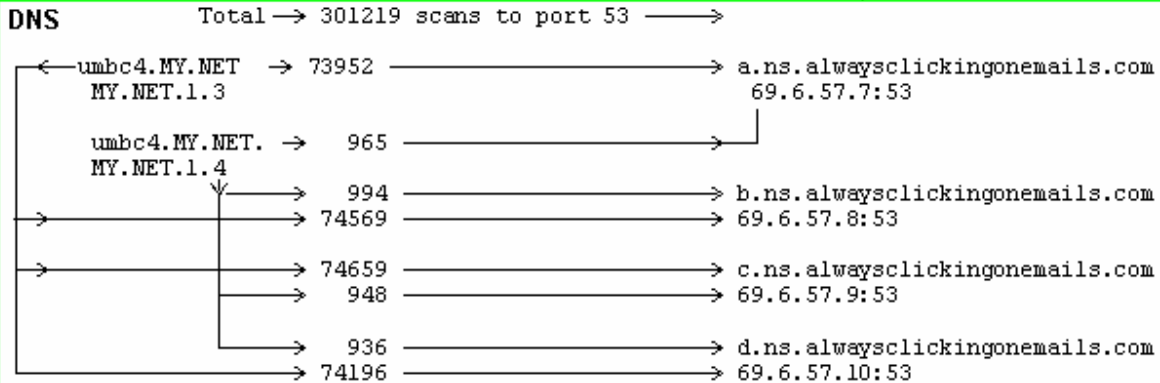 DNS Total 301219 scans to port 53
umbc4.MY.NET 73952 a.ns.alwaysclickingonemails.com
MY.NET.1.3 69.6.57.7:53
umbc4.MY.NET. 965
MY.NET.1.4
994 b.ns.alwaysclickingonemails.com
74569 69.6.57.8:53
74659 c.ns.alwaysclickingonemails.com
948 69.6.57.9:53
936 d.ns.alwaysclickingonemails.com
74196 69.6.57.10:53